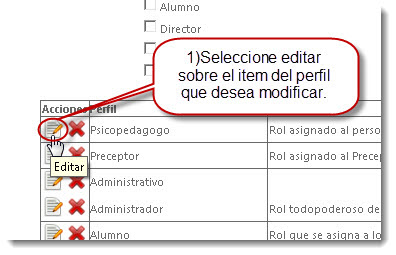 Alumno
Director
1)Seleccione editar
sobre el item del perfil
que desea modificar.
Acciones Perfil
Psicopedagogo Rol asignado al perso
Preceptor Rol asignado al Precep
Editar
Administrativo
Administrador Rol todopoderoso de
Alumno Rol que se asigna a lo